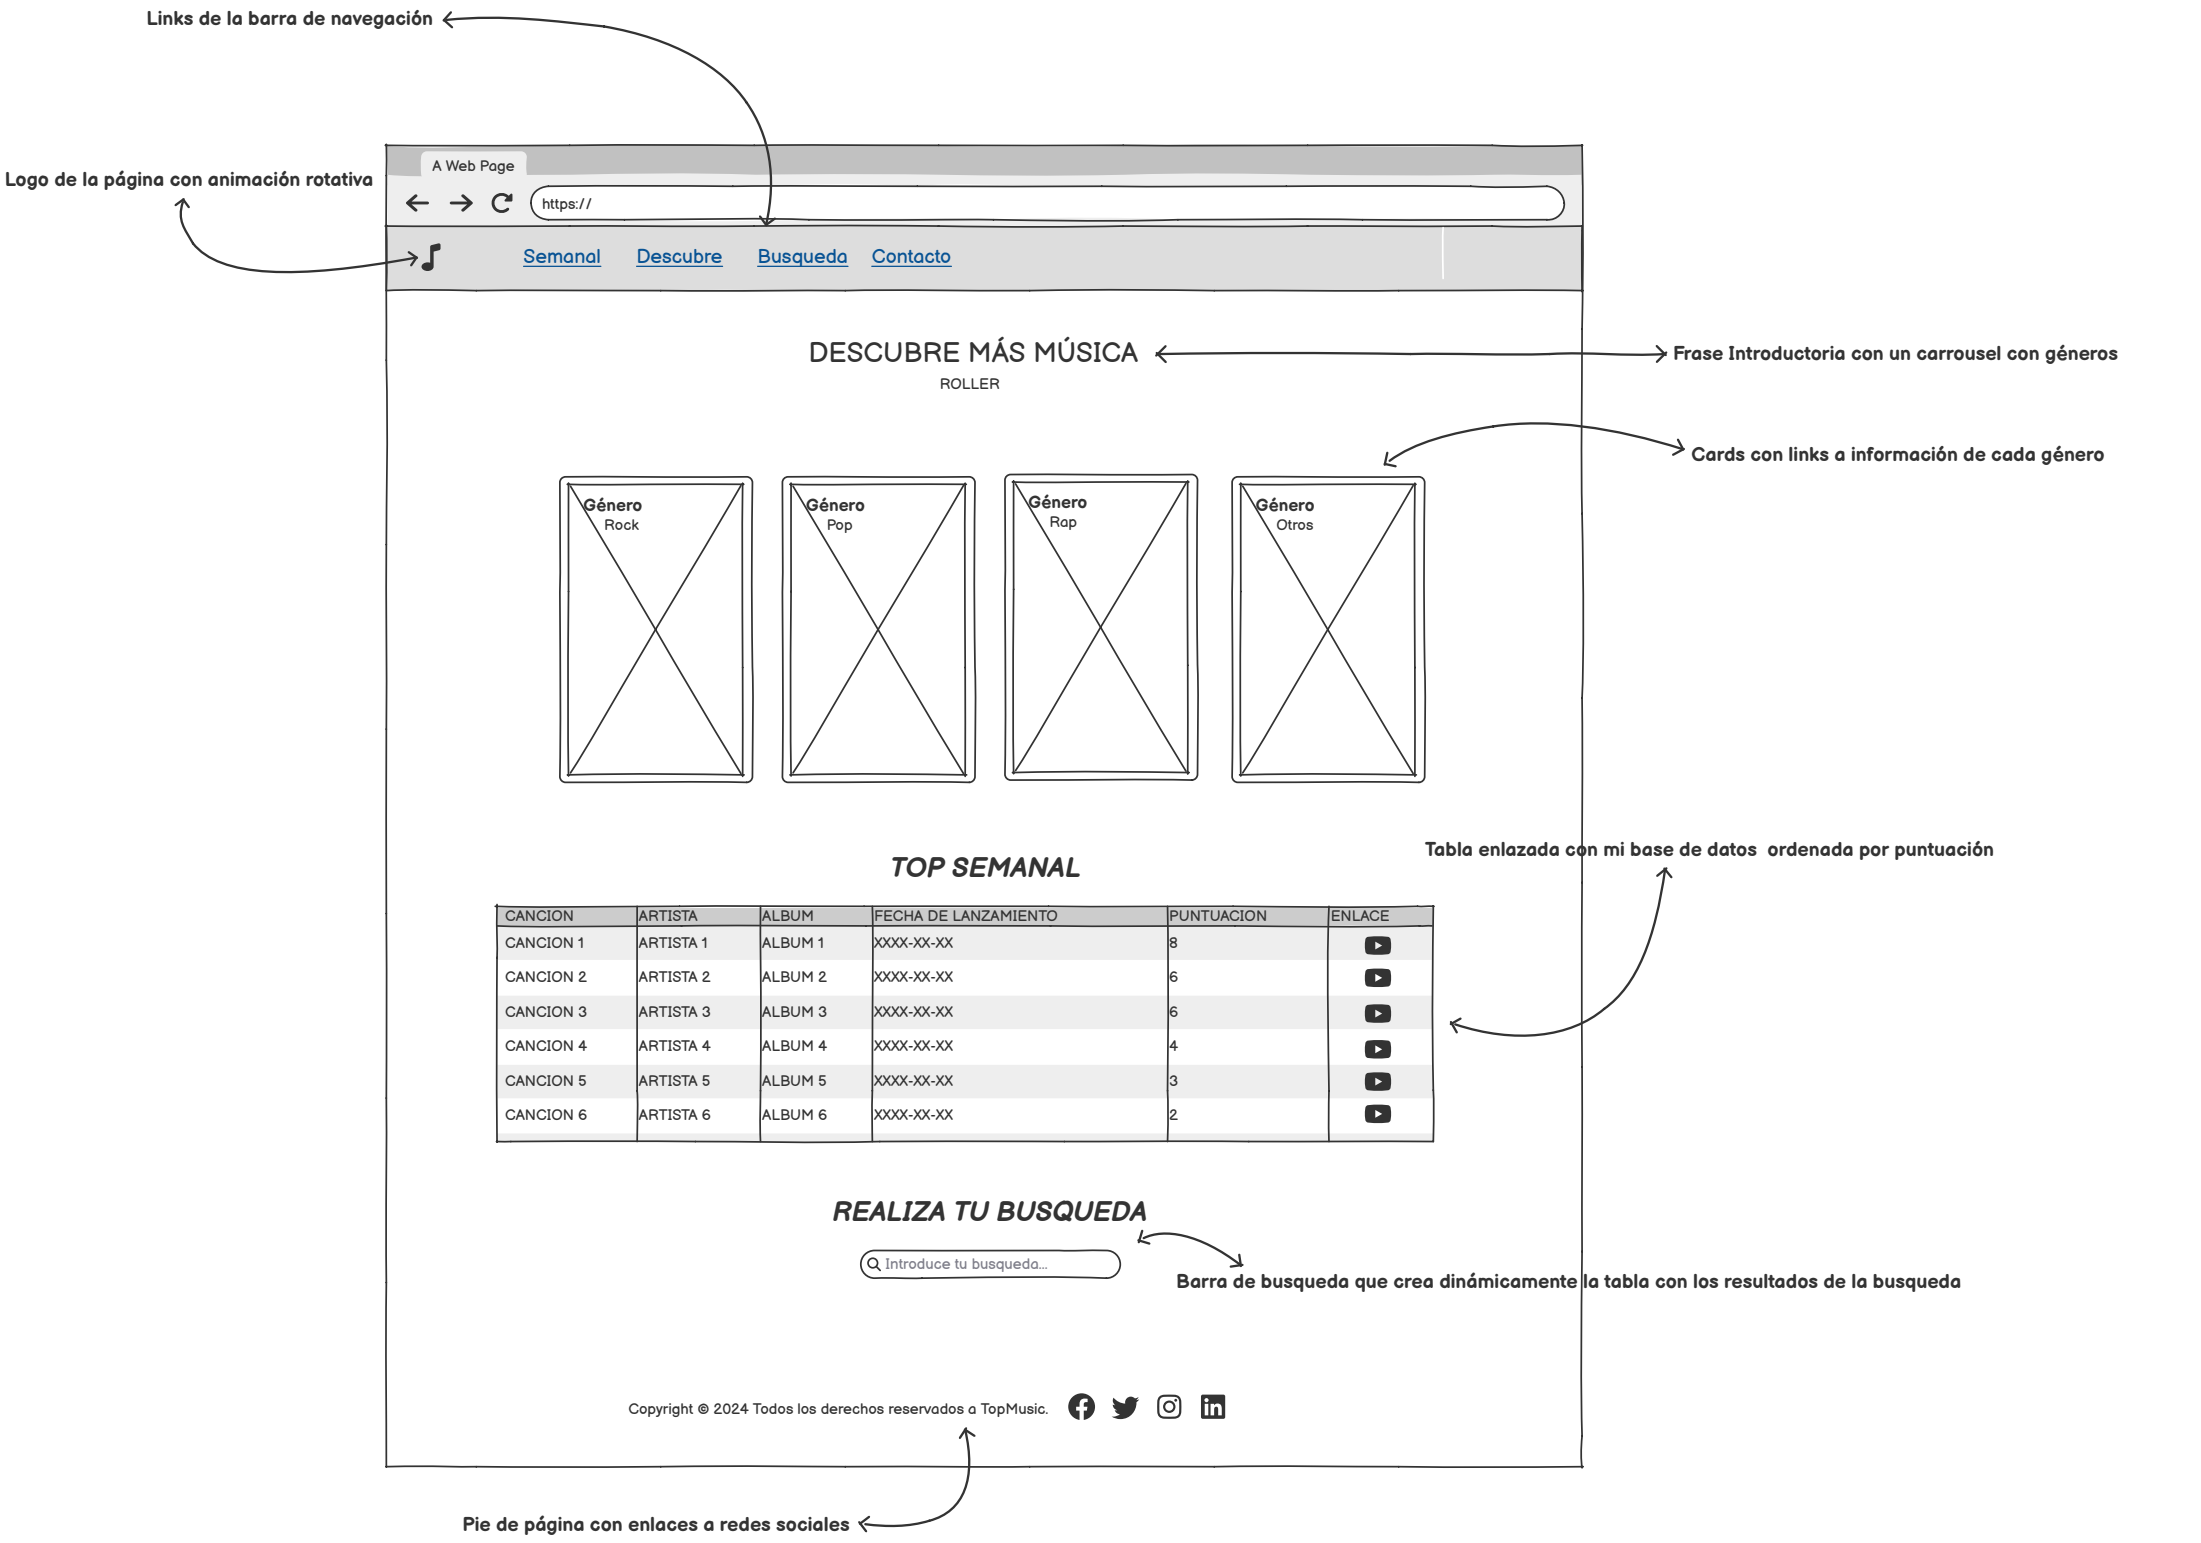 Links de la barra de navegación
A Web Page
Logo de la página con animación rotativa
https://
Semanal Descubre Busqueda Contacto
DESCUBRE MÁS MÚSICA
Frase Introductoria con un carrousel con géneros
ROLLER
Cards con links a información de cada género
Género Género Género Género
Rock Pop Rap Otros
Tabla enlazada con mi base de datos  ordenada por puntuación
TOP SEMANAL
CANCION ARTISTA ALBUM FECHA DE LANZAMIENTO PUNTUACION ENLACE
CANCION 1 ARTISTA 1 ALBUM 1 XXXX-XX-XX 8
CANCION 2 ARTISTA 2 ALBUM 2 XXXX-XX-XX 6
CANCION 3 ARTISTA 3 ALBUM 3 XXXX-XX-XX 6
CANCION 4 ARTISTA 4 ALBUM 4 XXXX-XX-XX 4
CANCION 5 ARTISTA 5 ALBUM 5 XXXX-XX-XX 3
CANCION 6 ARTISTA 6 ALBUM 6 XXXX-XX-XX 2
REALIZA TU BUSQUEDA
Introduce tu busqueda...
Barra de busqueda que crea dinámicamente la tabla con los resultados de la busqueda
Copyright © 2024 Todos los derechos reservados a TopMusic.
Pie de página con enlaces a redes sociales